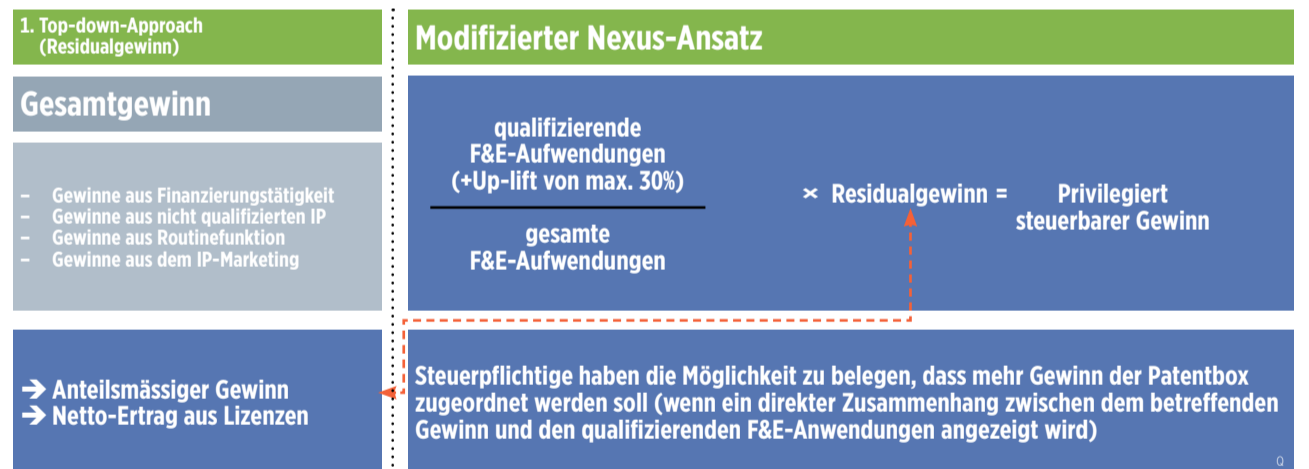 1. Top-down-Approach
(Residualgewinn)
Gesamtgewinn
– Gewinne aus Finanzierungstätigkeit
– Gewinne aus nicht qualifizierten IP
– Gewinne aus Routinefunktion
– Gewinne aus dem IP-Marketing
➔ Anteilsmässiger Gewinn
➔ Netto-Ertrag aus Lizenzen
Modifizierter Nexus-Ansatz
qualifizierende
F&E-Aufwendungen
(+Up-lift von max. 30%)
gesamte
F&E-Aufwendungen
× Residualgewinn =
Privilegiert
steuerbarer Gewinn
Steuerpflichtige haben die Möglichkeit zu belegen, dass mehr Gewinn der Patentbox
zugeordnet werden soll (wenn ein direkter Zusammenhang zwischen dem betreffenden
Gewinn und den qualifizierenden F&E-Anwendungen angezeigt wird)
Q